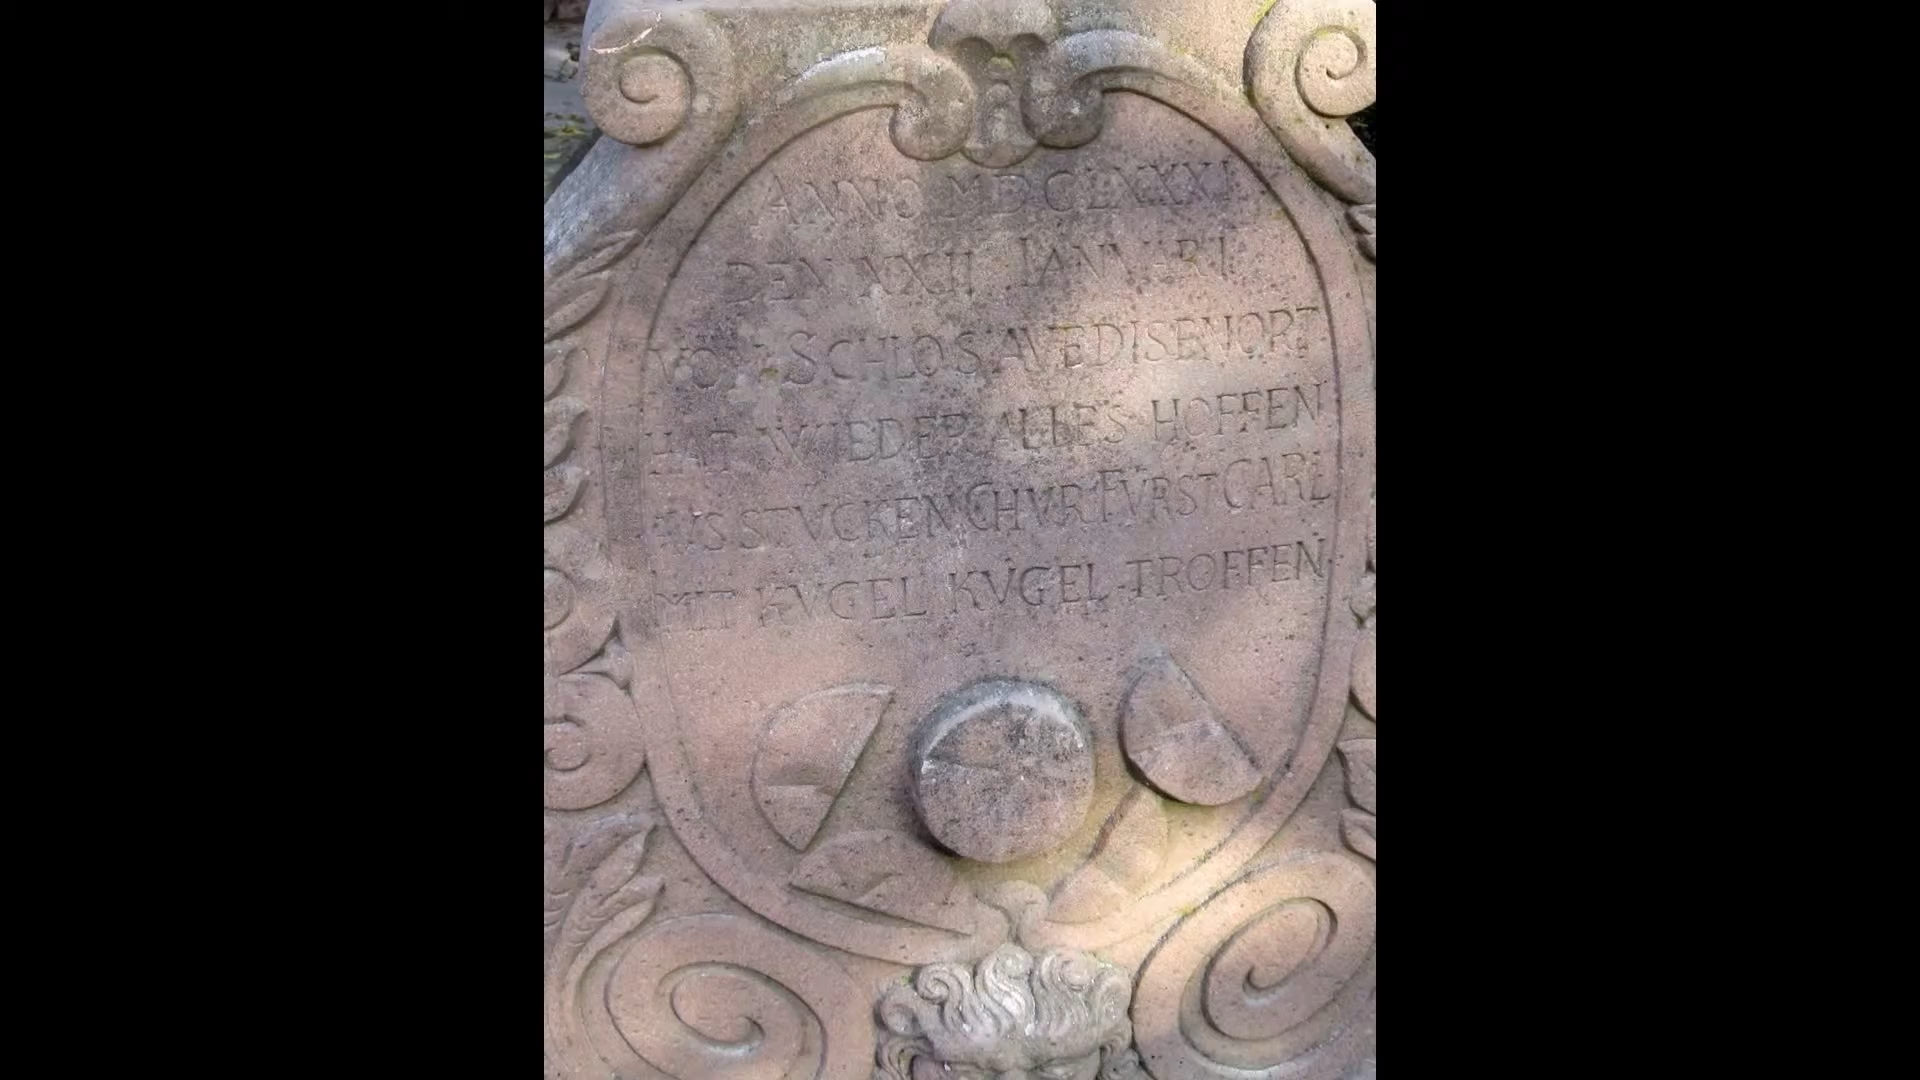 ANNO MDCLXXXI
DEN XXII IANVARI
VON SCHLOS AVF DISEN ORT
HAT WIEDER ALLES HOFFEN
AVS STVCKEN CHVR FVRST CARL
MIT KVGEL KVGEL TROFFEN